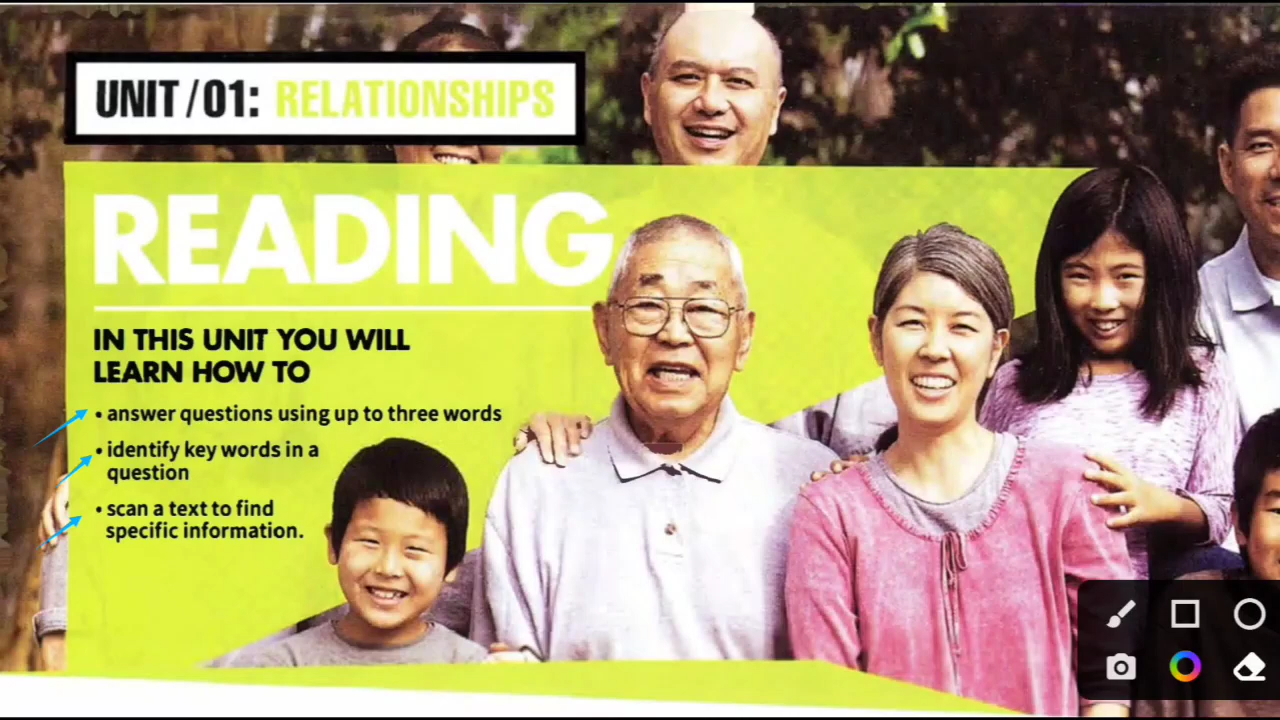 UNIT / 01: RELATIONSHIPS
READING
IN THIS UNIT YOU WILL
LEARN HOW TO
• answer questions using up to three words
• identify key words in a
question
• scan a text to find
specific information.